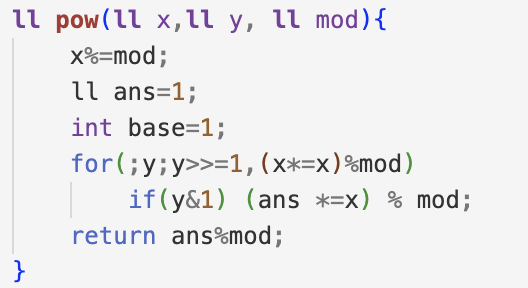 ll pow(ll x,ll y, ll mod){
x%=mod;
ll ans=1;
int base=1;
for(;y;y>>=1,(x*=x)%mod)
if(y&1) (ans *=x) % mod;
return ans%mod;
}